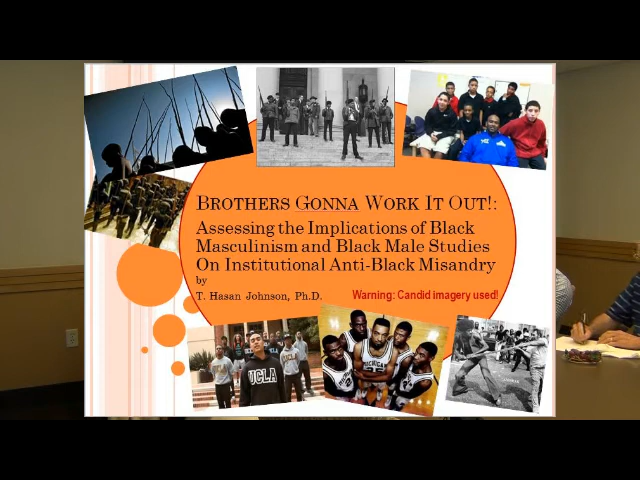 BROTHERS GONNA WORK IT OUT!:
Assessing the Implications of Black
Masculinism and Black Male Studies
On Institutional Anti-Black Misandry
by
T. Hasan Johnson, Ph.D.
Warning: Candid imagery used!
UCLA
MICHIGAN